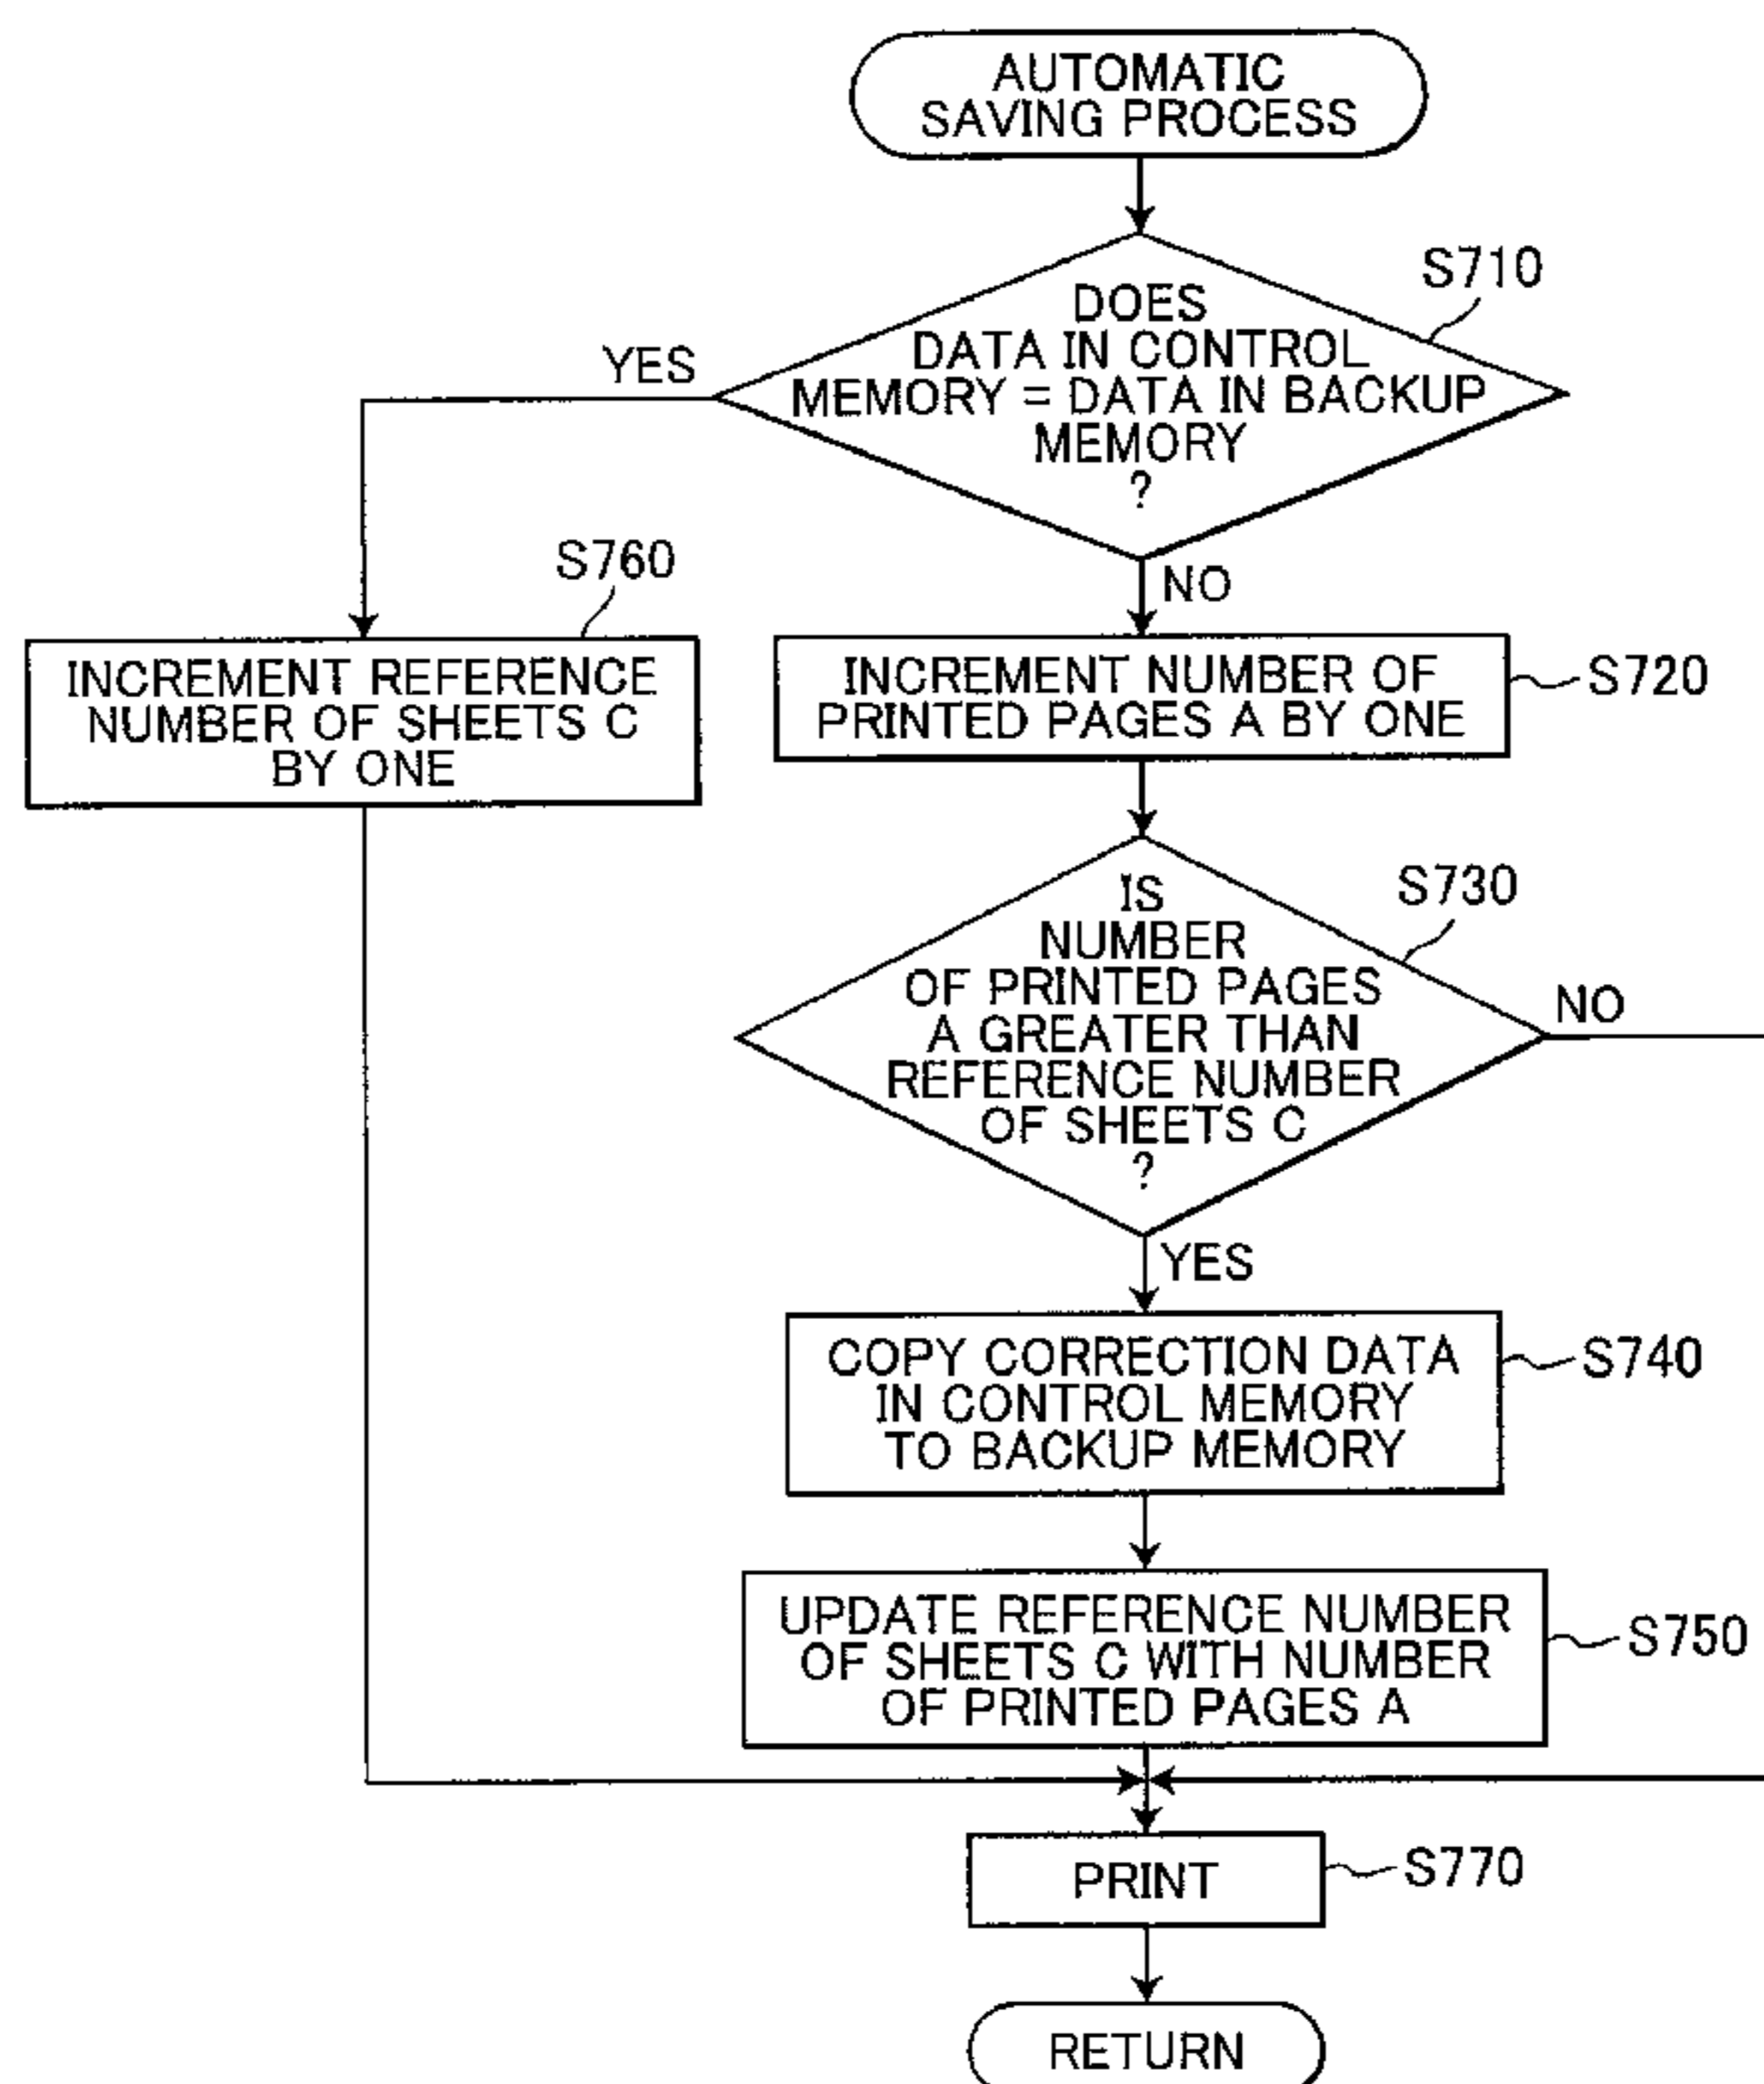 AUTOMATIC
SAVING PROCESS
S710
DOES
DATA IN CONTROL
MEMORY = DATA IN BACKUP
MEMORY
?
YES
NO
S760
INCREMENT REFERENCE
NUMBER OF SHEETS C
BY ONE
INCREMENT NUMBER OF
PRINTED PAGES A BY ONE
S720
S730
IS
NUMBER
OF PRINTED PAGES
A GREATER THAN
REFERENCE NUMBER
OF SHEETS C
?
NO
YES
COPY CORRECTION DATA
IN CONTROL MEMORY
TO BACKUP MEMORY
S740
UPDATE REFERENCE NUMBER
OF SHEETS C WITH NUMBER
OF PRINTED PAGES A
S750
PRINT
S770
RETURN